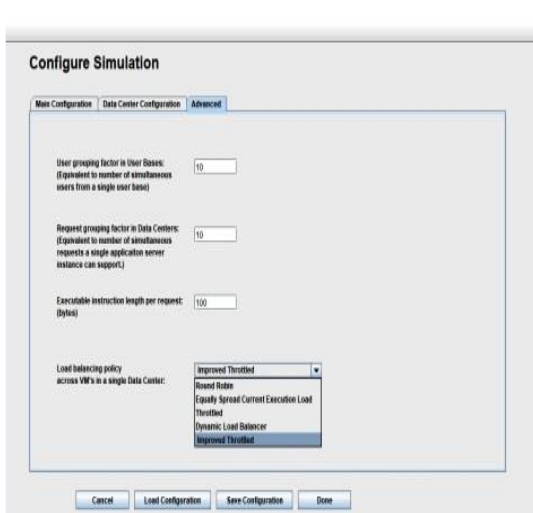 Configure Simulation
Main Configuration Data Center Configuration Advanced
User grouping factor in User Bases:
(Equivalent to number of simultaneous
users from a single user base)
10
Request grouping factor in Data Centers:
(Equivalent to number of simultaneous
requests a single applicaiton server
instance can support.)
10
Executable instruction length per request:
(bytes)
100
Load balancing policy
across VM's in a single Data Center:
Improved Throttled
Round Robin
Equally Spread Current Execution Load
Throttled
Dynamic Load Balancer
Improved Throttled
Cancel Load Configuration Save Configuration Done